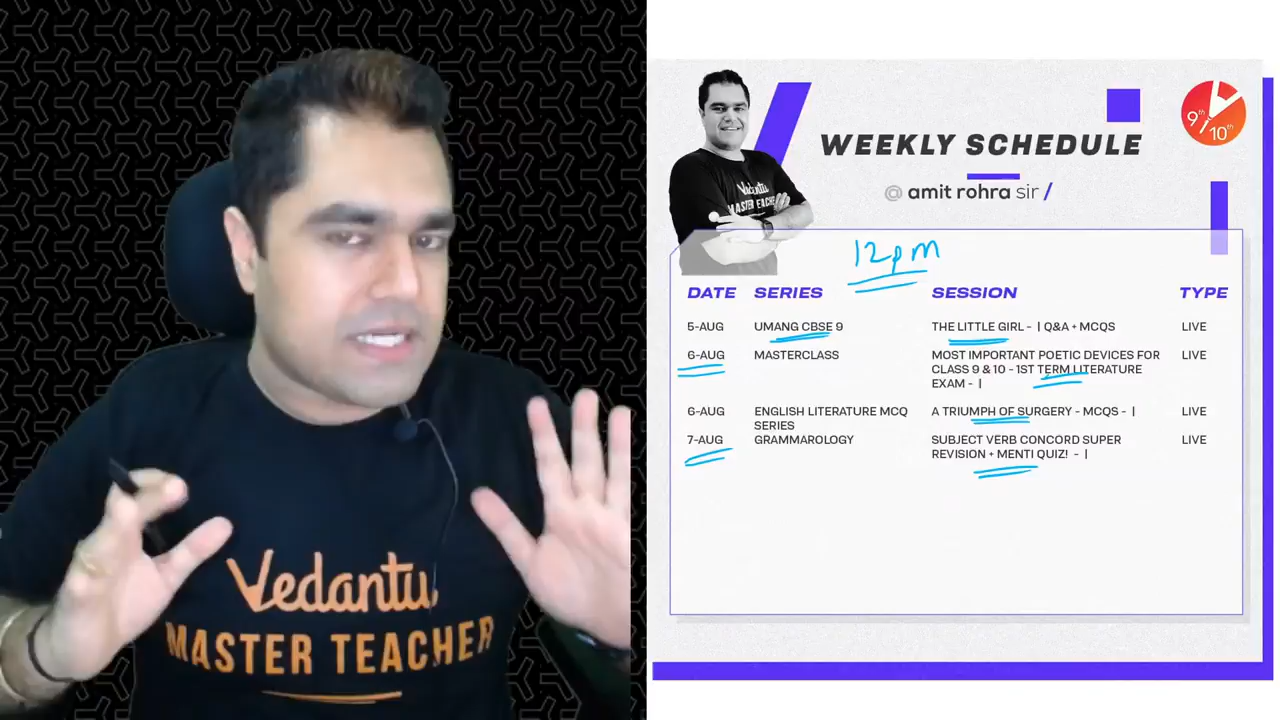 Vedantu
MASTER TEACHER
Vedantu
MASTER TEACHER
WEEKLY SCHEDULE
@ amit rohra sir /
9th
10th
12pm
DATE SERIES SESSION TYPE
5-AUG UMANG CBSE 9 THE LITTLE GIRL - | Q&A + MCQS LIVE
6-AUG MASTERCLASS MOST IMPORTANT POETIC DEVICES FOR LIVE
CLASS 9 & 10 - 1ST TERM LITERATURE
EXAM - |
6-AUG ENGLISH LITERATURE MCQ A TRIUMPH OF SURGERY - MCQS - | LIVE
SERIES
7-AUG GRAMMAROLOGY SUBJECT VERB CONCORD SUPER LIVE
REVISION + MENTI QUIZ! - |